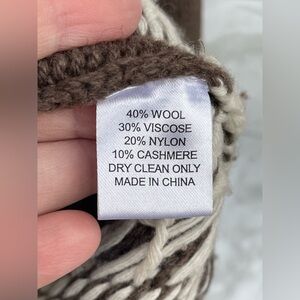 40% WOOL
30% VISCOSE
20% NYLON
10% CASHMERE
DRY CLEAN ONLY
MADE IN CHINA